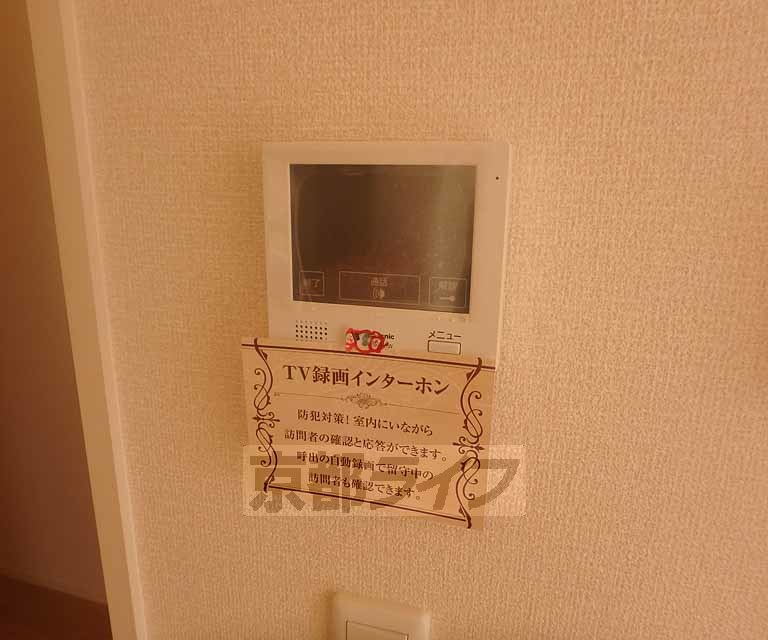 終了
通話
解錠
メニュー
TV録画インターホン
防犯対策！室内にいながら
訪問者の確認と応答ができます。
呼出の自動録画で留守中の
訪問者も確認できます。
京都ライフ